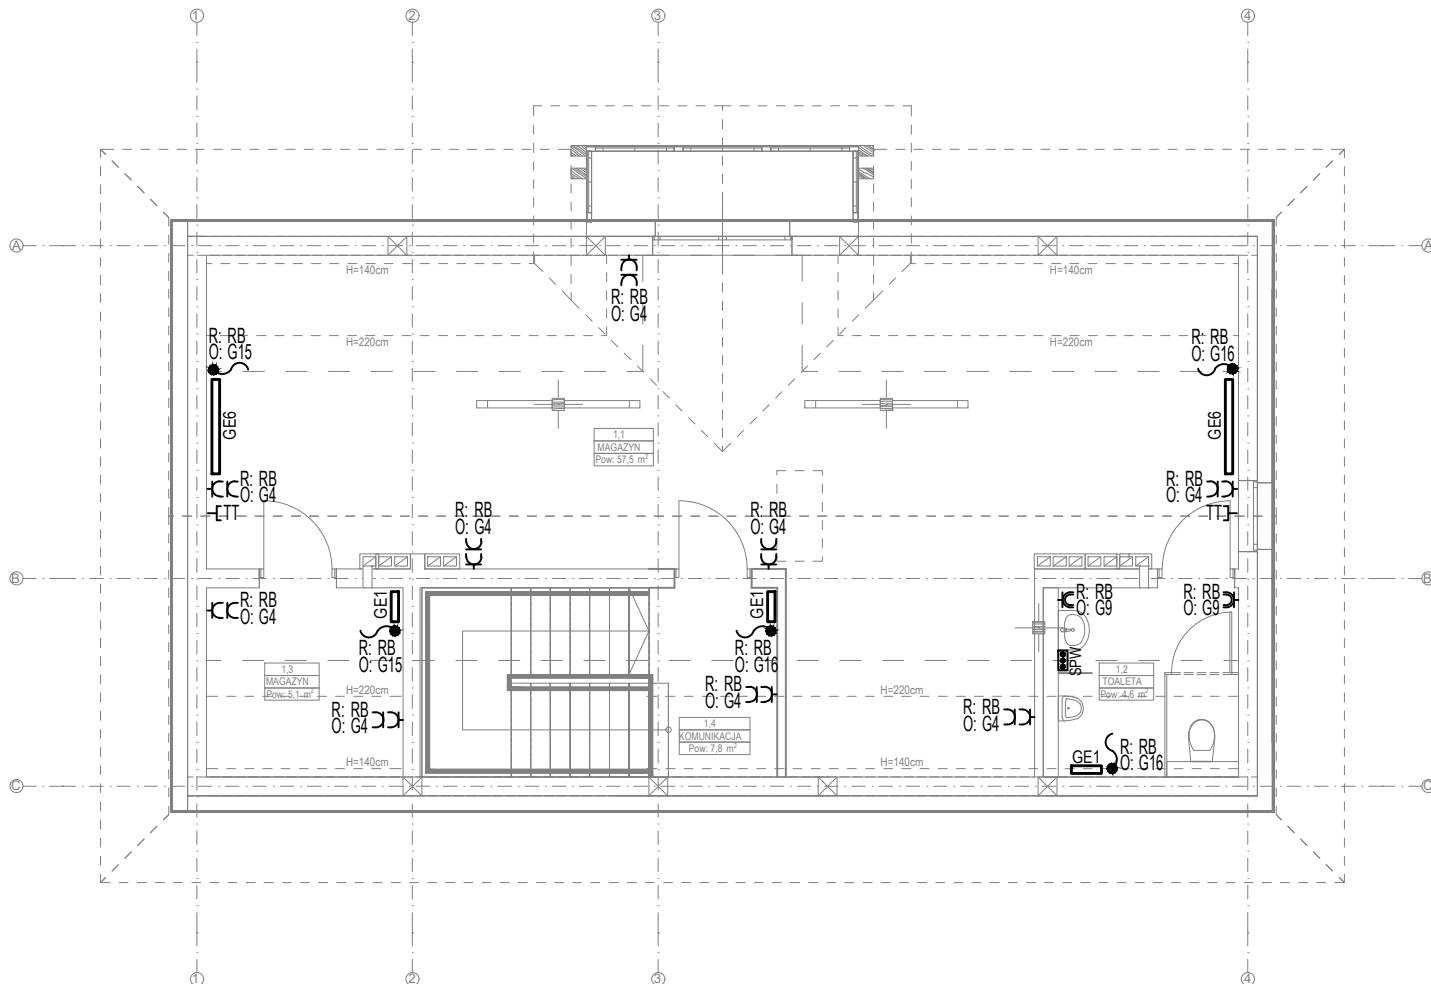 1
2
3
4
A
A
H=140cm
H=140cm
R: RB
O: G4
R: RB
O: G15
H=220cm
H=220cm
R: RB
O: G16
GE6
GE6
1,1
MAGAZYN
Pow: 57,5 m²
R: RB
O: G4
TT
R: RB
O: G4
R: RB
O: G4
R: RB
O: G4
TT
B
B
R: RB
O: G4
GE1
GE1
R: RB
O: G9
R: RB
O: G9
R: RB
O: G15
R: RB
O: G16
SPW
1,3
MAGAZYN
Pow: 5,1 m²
H=220cm
R: RB
O: G4
H=220cm
1,2
TOALETA
Pow: 4,6 m²
R: RB
O: G4
R: RB
O: G4
1,4
KOMUNIKACJA
Pow: 7,8 m²
H=140cm
H=140cm
GE1
R: RB
O: G16
C
C
1
2
3
4